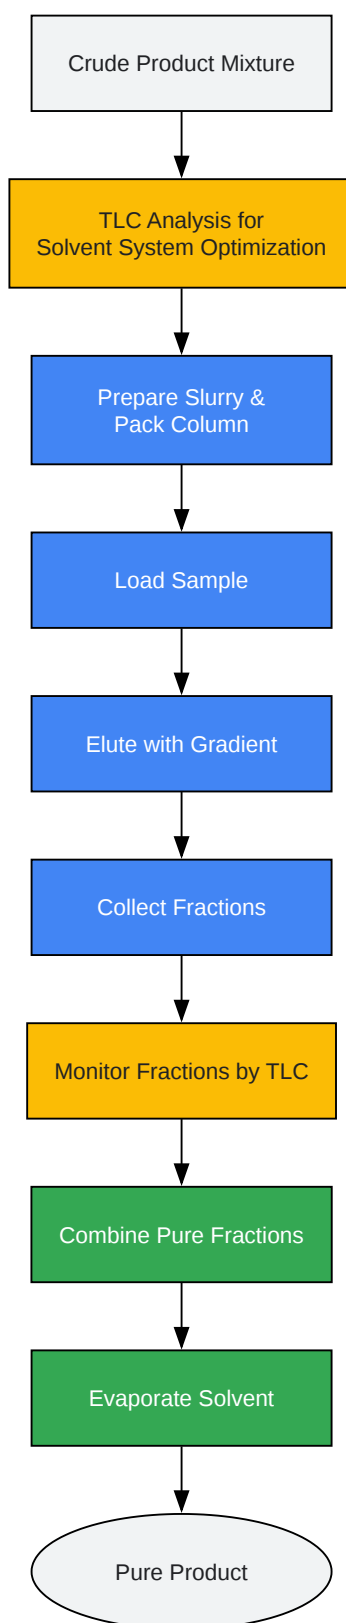 Crude Product Mixture
TLC Analysis for
Solvent System Optimization
Prepare Slurry &
Pack Column
Load Sample
Elute with Gradient
Collect Fractions
Monitor Fractions by TLC
Combine Pure Fractions
Evaporate Solvent
Pure Product